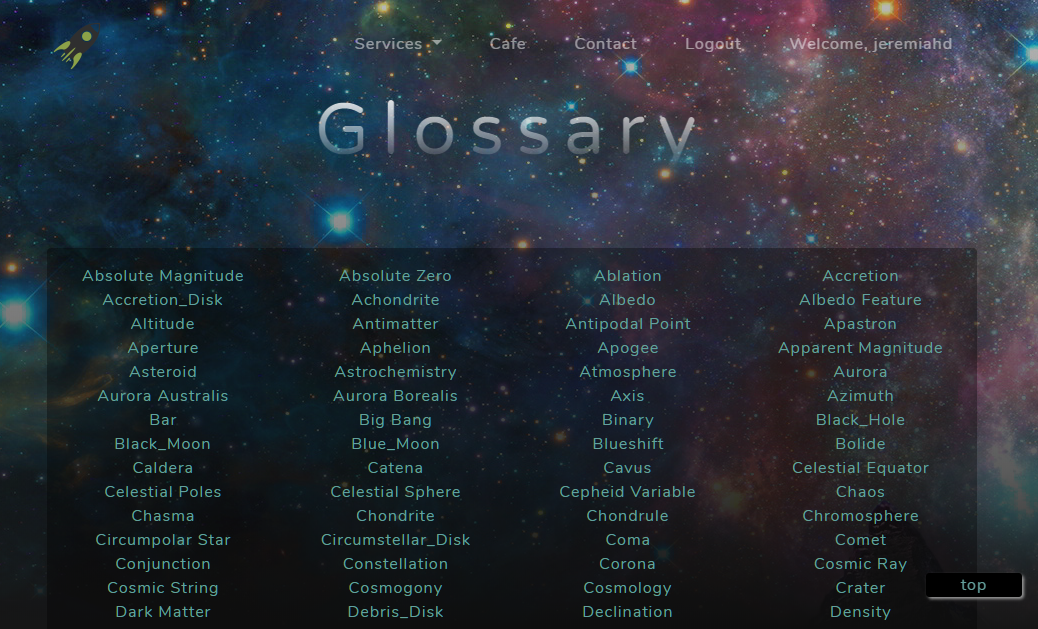 Services Cafe Contact Logout Welcome, jeremiahd
Glossary
Absolute Magnitude Absolute Zero Ablation Accretion
Accretion_Disk Achondrite Albedo Albedo Feature
Altitude Antimatter Antipodal Point Apastron
Aperture Aphelion Apogee Apparent Magnitude
Asteroid Astrochemistry Atmosphere Aurora
Aurora Australis Aurora Borealis Axis Azimuth
Bar Big Bang Binary Black_Hole
Black_Moon Blue_Moon Blueshift Bolide
Caldera Catena Cavus Celestial Equator
Celestial Poles Celestial Sphere Cepheid Variable Chaos
Chasma Chondrite Chondrule Chromosphere
Circumpolar Star Circumstellar_Disk Coma Comet
Conjunction Constellation Corona Cosmic Ray
Cosmic String Cosmogony Cosmology Crater
top
Dark Matter Debris_Disk Declination Density